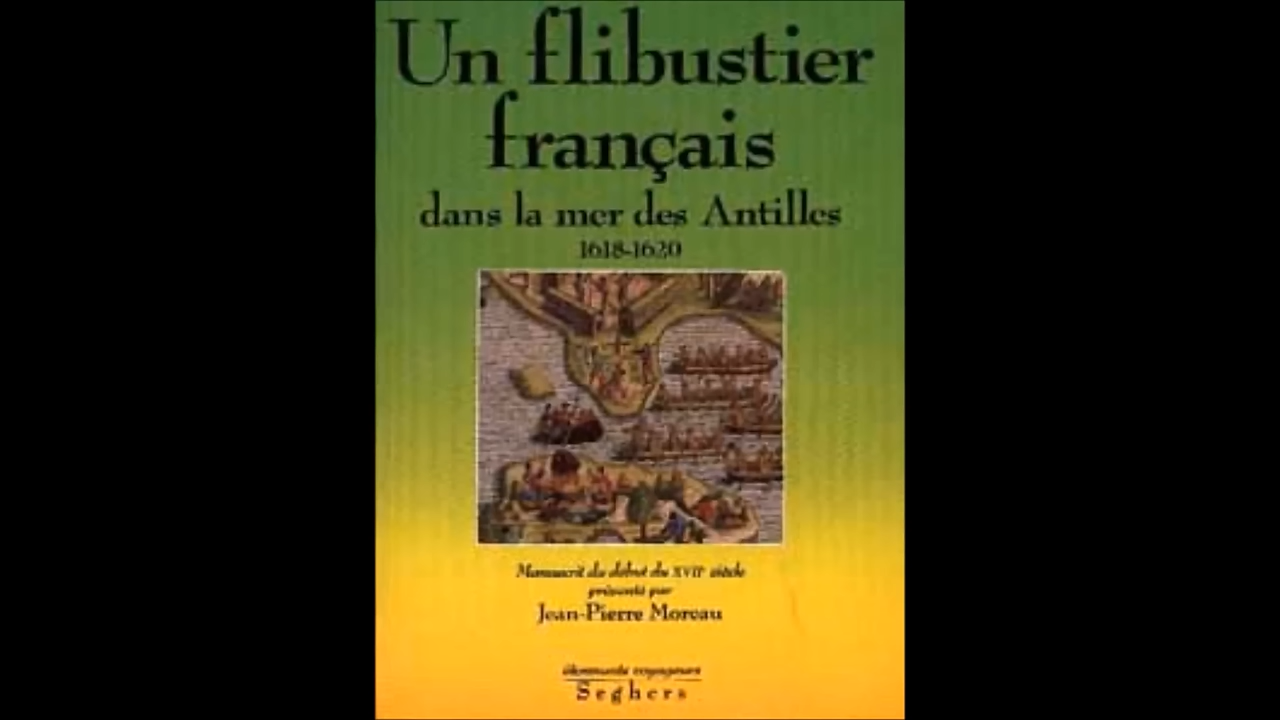 Un flibustier
français
dans la mer des Antilles
1618-1620
Manuscrit du début du XVIIe siècle
présenté par
Jean-Pierre Moreau
étonnants voyageurs
Seghers